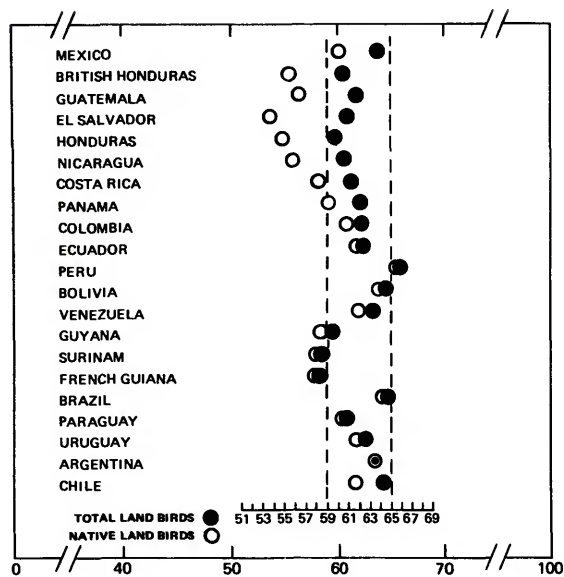 MEXICO
BRITISH HONDURAS
GUATEMALA
EL SALVADOR
HONDURAS
NICARAGUA
COSTA RICA
PANAMA
COLOMBIA
ECUADOR
PERU
BOLIVIA
VENEZUELA
GUYANA
SURINAM
FRENCH GUIANA
BRAZIL
PARAGUAY
URUGUAY
ARGENTINA
CHILE
51 53 55 57 59 61 63 65 67 69
TOTAL LAND BIRDS
NATIVE LAND BIRDS
0 40 50 60 70 100